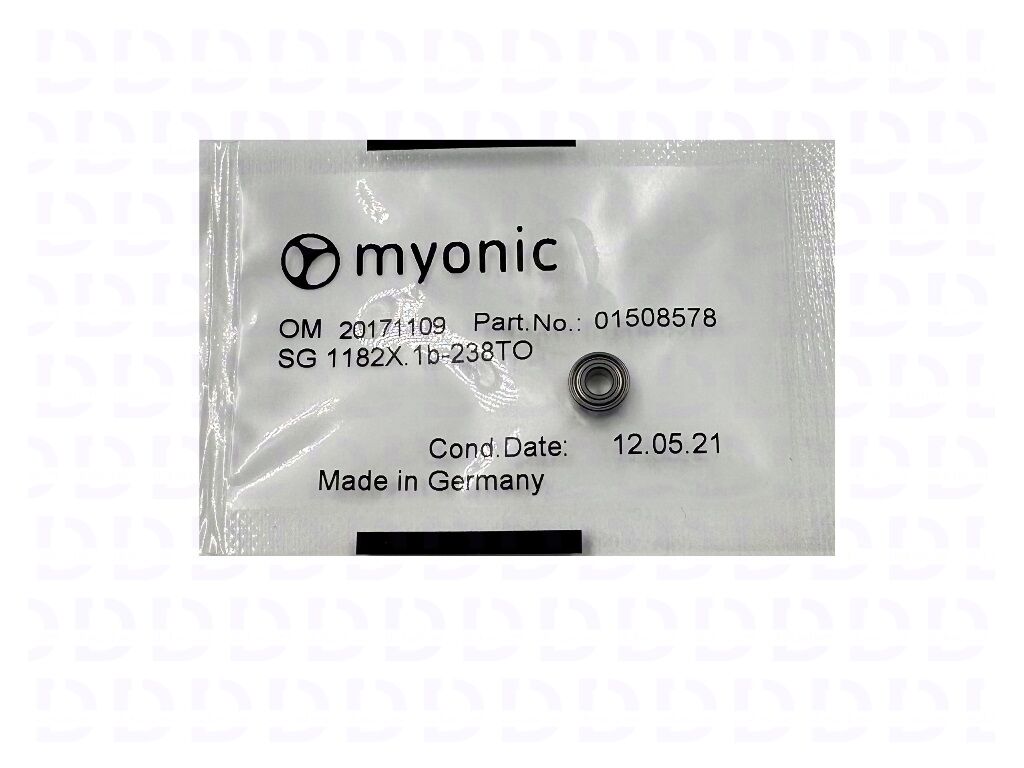 myonic
OM 20171109 Part.No.: 01508578
SG 1182X.1b-238TO
Cond.Date: 12.05.21
Made in Germany